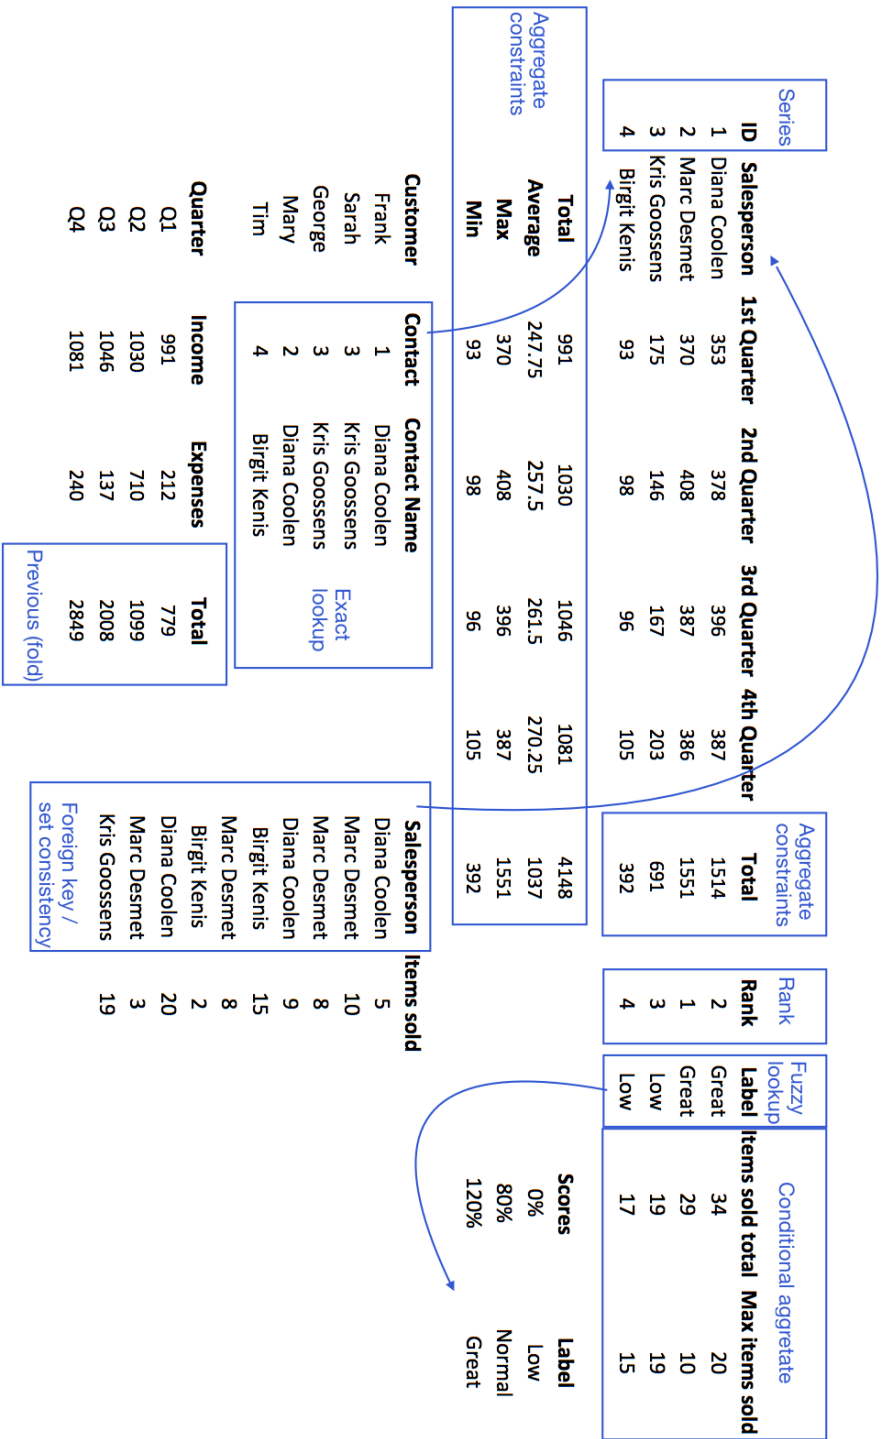 Series Aggregate constraints Rank Fuzzy lookup Conditional aggretate
ID Salesperson 1st Quarter 2nd Quarter 3rd Quarter 4th Quarter Total Rank Label Items sold total Max items sold
1 Diana Coolen 353 378 396 387 1514 2 Great 34 20
2 Marc Desmet 370 408 387 386 1551 1 Great 29 10
3 Kris Goossens 175 146 167 203 691 3 Low 19 19
4 Birgit Kenis 93 98 96 105 392 4 Low 17 15
Aggregate constraints
Total 991 1030 1046 1081 4148 Scores Label
Average 247.75 257.5 261.5 270.25 1037 0% Low
Max 370 408 396 387 1551 80% Normal
Min 93 98 96 105 392 120% Great
Customer Contact Contact Name
Frank 1 Diana Coolen
Sarah 3 Kris Goossens
George 3 Kris Goossens
Mary 2 Diana Coolen
Tim 4 Birgit Kenis
Exact
lookup
Salesperson Items sold
Diana Coolen 5
Marc Desmet 10
Marc Desmet 8
Diana Coolen 9
Birgit Kenis 15
Marc Desmet 8
Birgit Kenis 2
Diana Coolen 20
Marc Desmet 3
Kris Goossens 19
Foreign key /
set consistency
Quarter Income Expenses Total
Q1 991 212 779
Q2 1030 710 1099
Q3 1046 137 2008
Q4 1081 240 2849
Previous (fold)